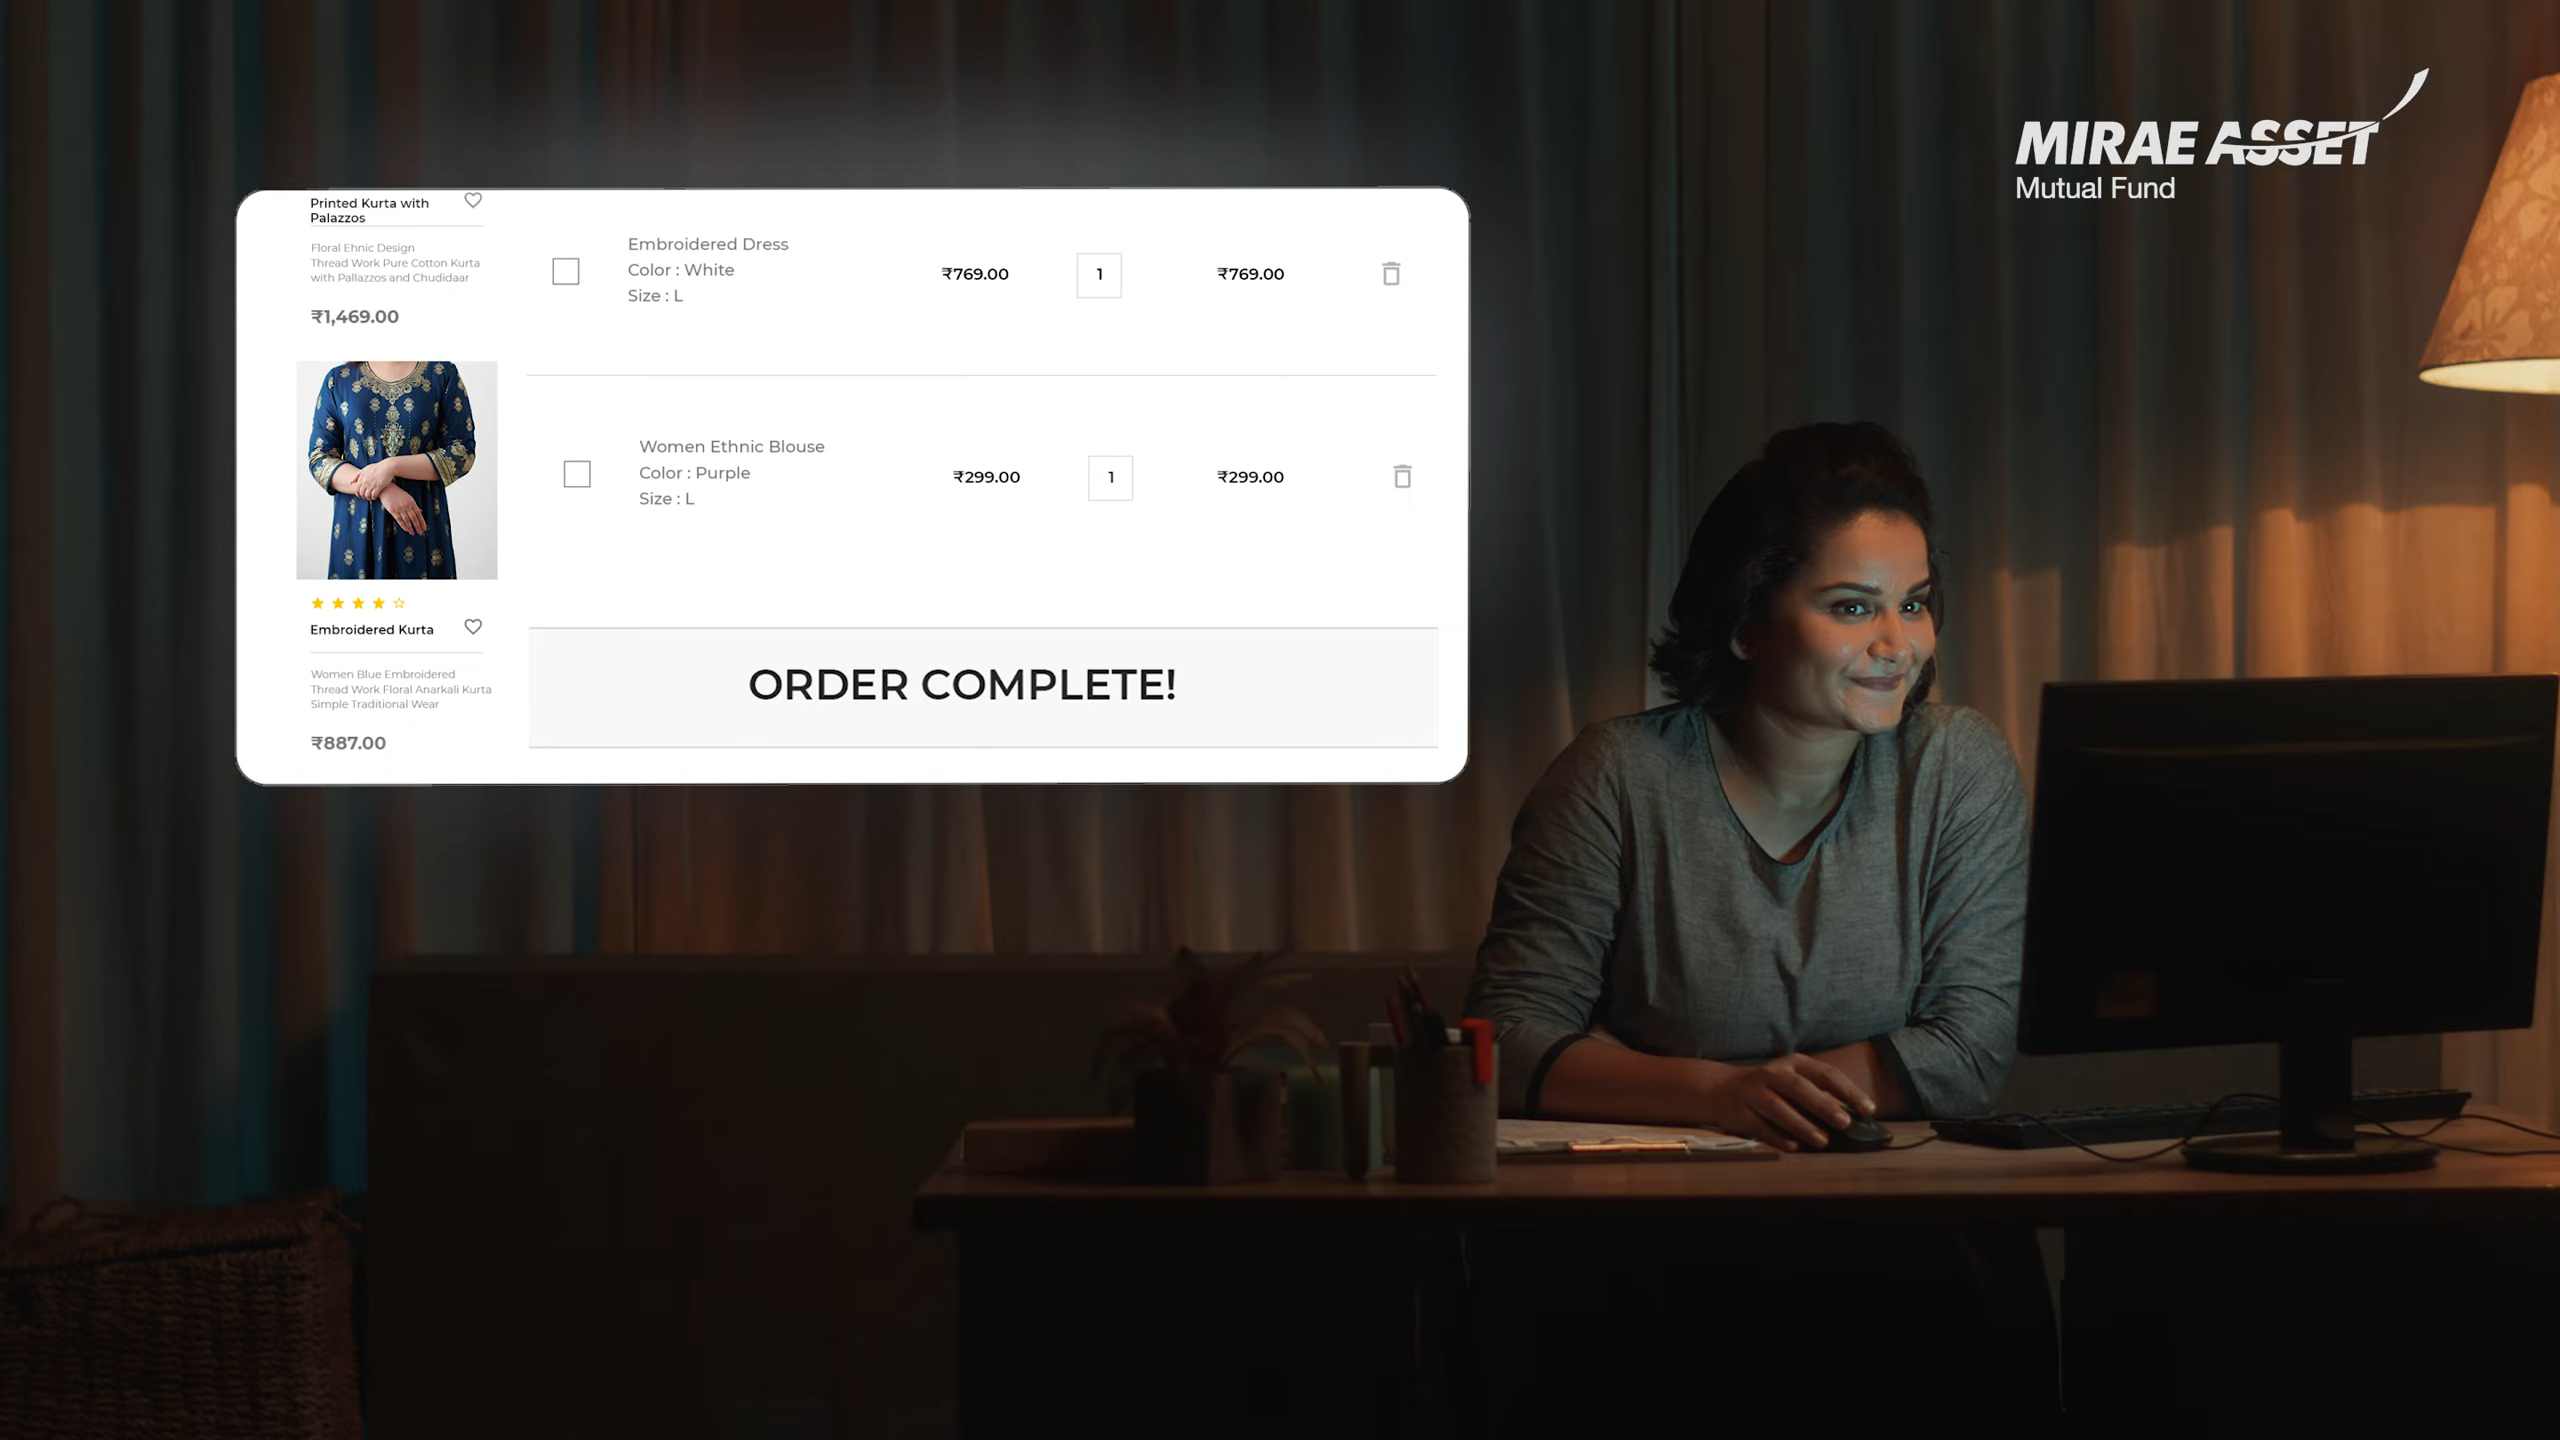 MIRAE ASSET
Mutual Fund
Printed Kurta with
Palazzos
Floral Ehnic Design
Thread Work Pure Cotton Kurta
with Pallazzos and Chudidaar
₹1,469.00
Embroidered Kurta
Women Blue Embroidered
Thread Work Floral Anarkali Kurta
Simple Traditional Wear
₹887.00
Embroidered Dress
Color : White
Size : L
₹769.00 1 ₹769.00
Women Ethnic Blouse
Color : Purple
Size : L
₹299.00 1 ₹299.00
ORDER COMPLETE!